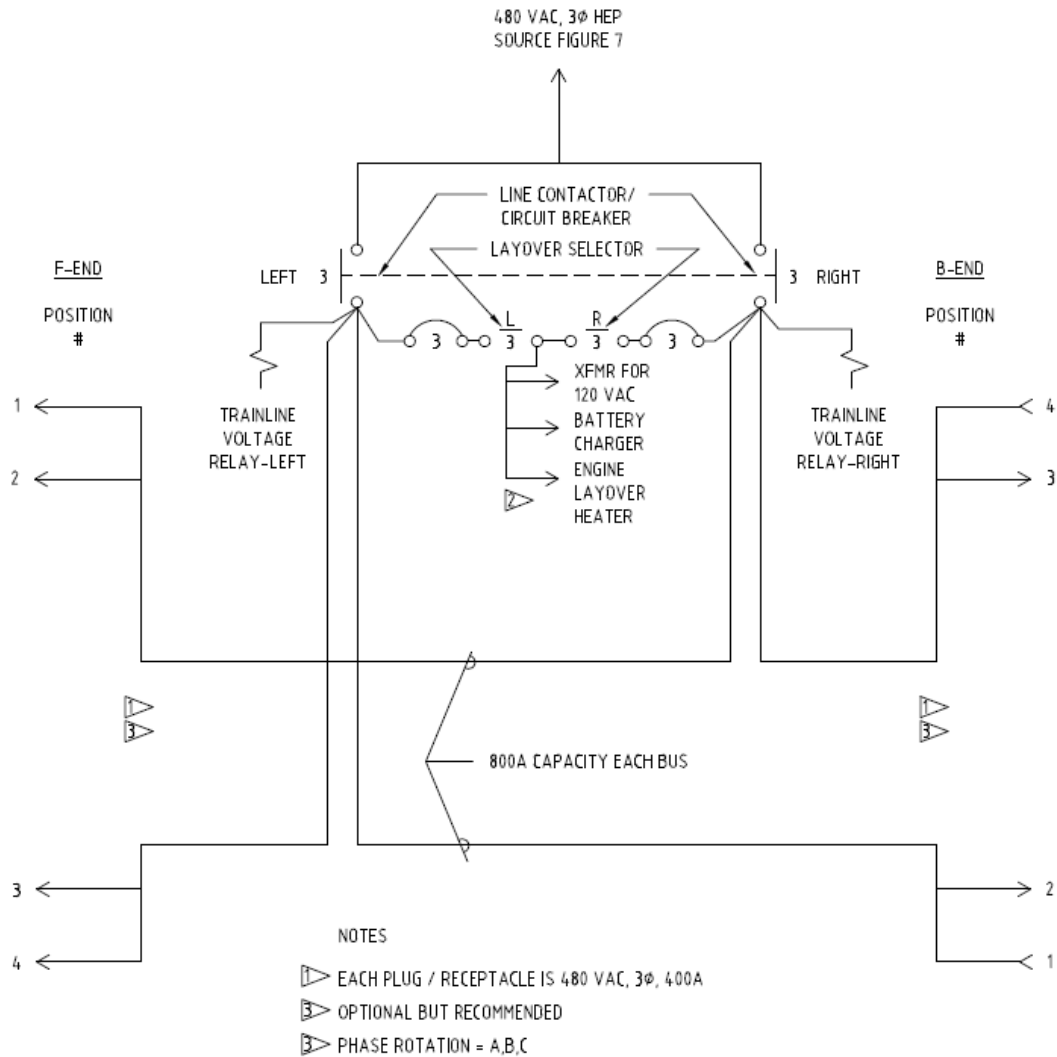 480 VAC, 3Ø HEP
SOURCE FIGURE 7
LINE CONTACTOR/
CIRCUIT BREAKER
LAYOVER SELECTOR
F-END
POSITION
#
LEFT 3
3 RIGHT
B-END
POSITION
#
3
L
3
R
3
3
TRAINLINE
VOLTAGE
RELAY-LEFT
XFMR FOR
120 VAC
BATTERY
CHARGER
ENGINE
LAYOVER
HEATER
2
TRAINLINE
VOLTAGE
RELAY-RIGHT
1
2
4
3
1
3
1
3
800A CAPACITY EACH BUS
3
4
2
1
NOTES
1 EACH PLUG / RECEPTACLE IS 480 VAC, 3Ø, 400A
3 OPTIONAL BUT RECOMMENDED
3 PHASE ROTATION = A,B,C